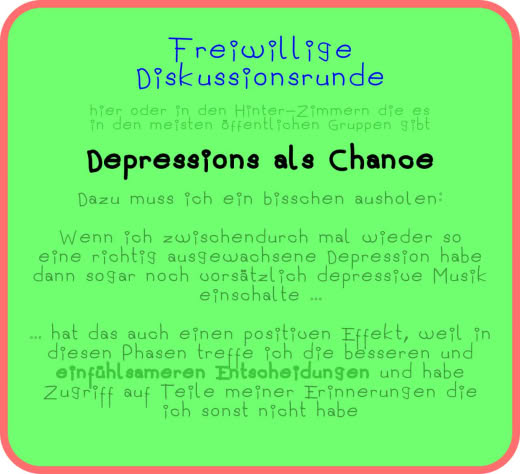 Freiwillige
Diskussionsrunde
hier oder in den Hinter-Zimmern die es
in den meisten öffentlichen Gruppen gibt
Depressions als Chance
Dazu muss ich ein bisschen ausholen:
Wenn ich zwischendurch mal wieder so
eine richtig ausgewachsene Depression habe
dann sogar noch vorsätzlich depressive Musik
einschalte ...
... hat das auch einen positiven Effekt, weil in
diesen Phasen treffe ich die besseren und
einfühlsameren Entscheidungen und habe
Zugriff auf Teile meiner Erinnerungen die
ich sonst nicht habe